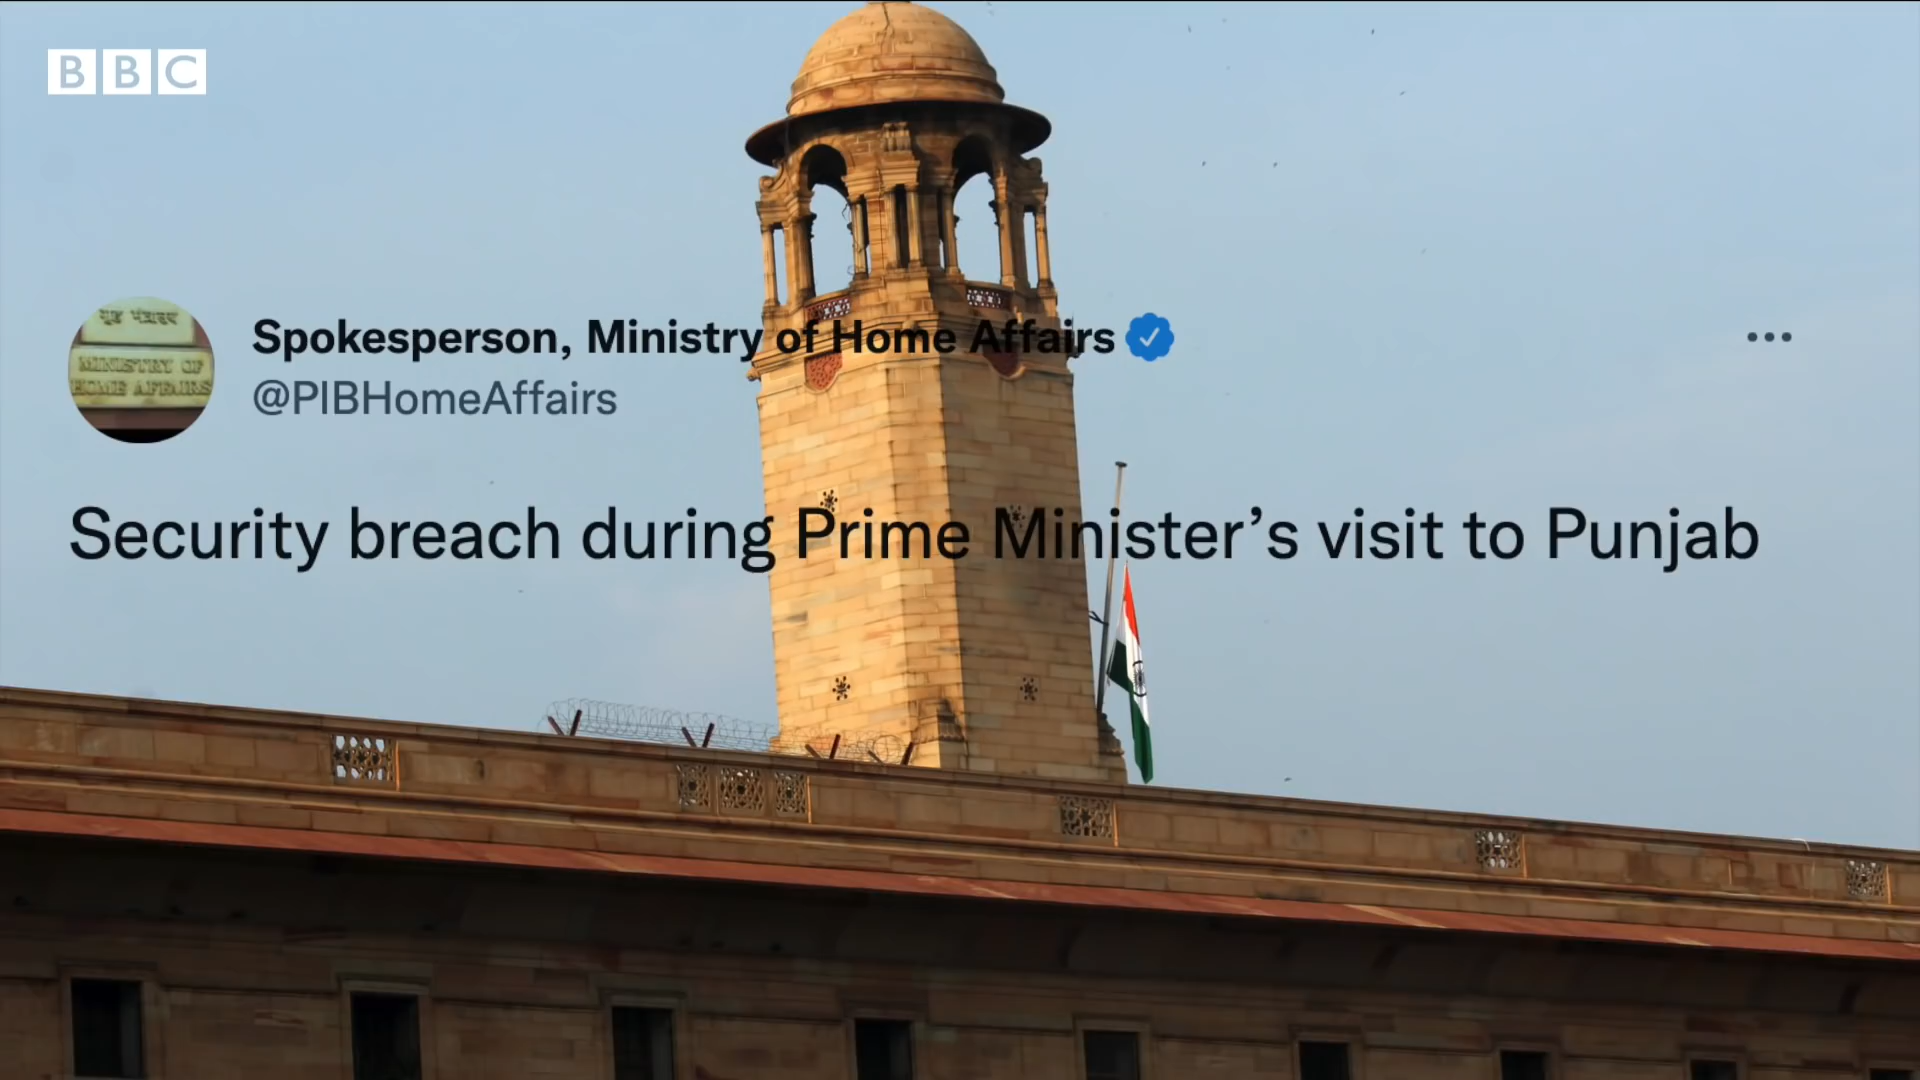 BBC
गृह मंत्रालय
MINISTRY OF
HOME AFFAIRS
Spokesperson, Ministry of Home Affairs
@PIBHomeAffairs
Security breach during Prime Minister’s visit to Punjab